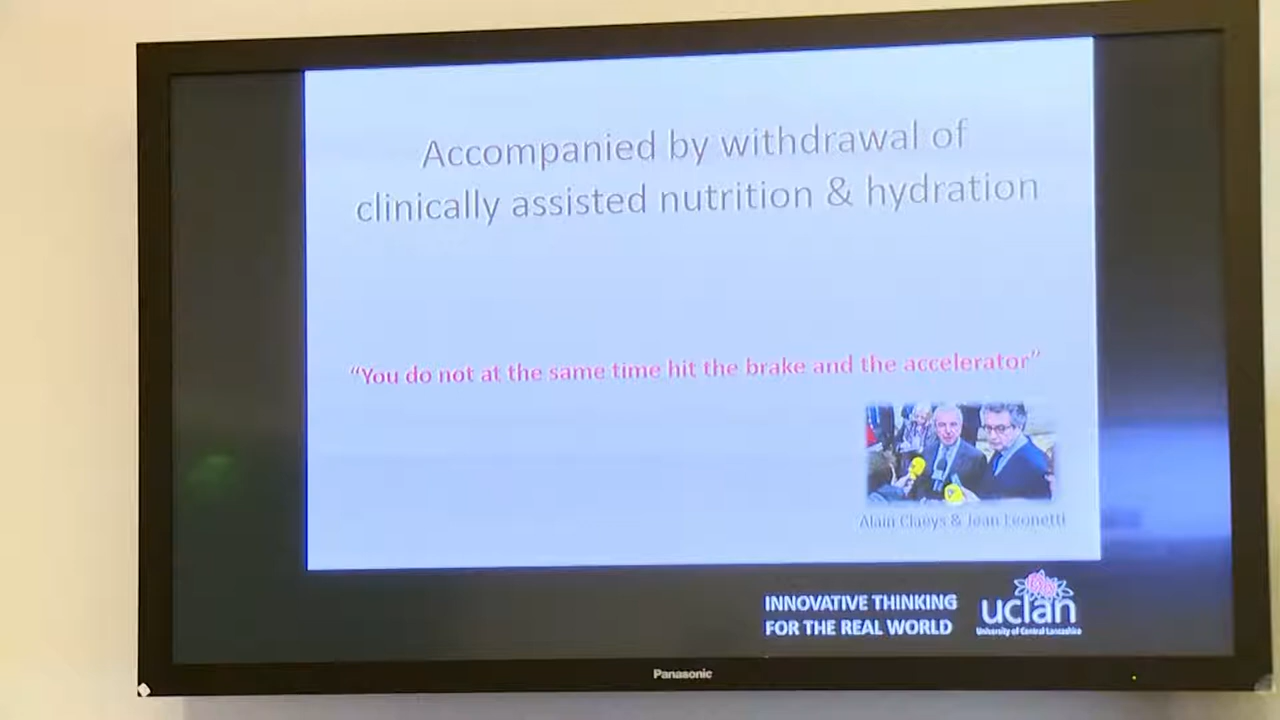 Accompanied by withdrawal of
clinically assisted nutrition & hydration
“You do not at the same time hit the brake and the accelerator”
Alain Claeys & Jean Leonetti
INNOVATIVE THINKING
FOR THE REAL WORLD
uclan
University of Central Lancashire
Panasonic